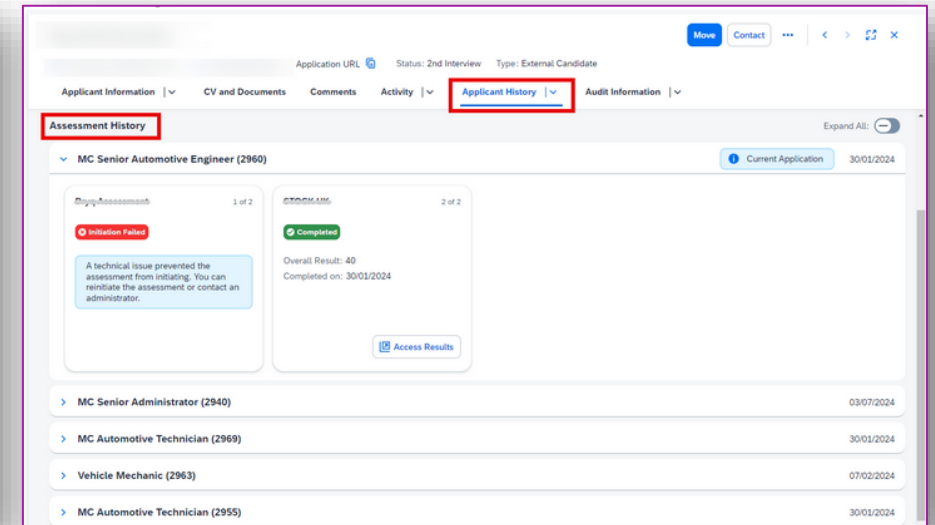 Move Contact
Application URL Status: 2nd Interview Type: External Candidate
Applicant Information CV and Documents Comments Activity Applicant History Audit Information
Assessment History Expand All:
MC Senior Automotive Engineer (2960) Current Application 30/01/2024
1 of 2
Initiation Failed
A technical issue prevented the
assessment from initiating. You can
reinitiate the assessment or contact an
administrator.
2 of 2
Completed
Overall Result: 40
Completed on: 30/01/2024
Access Results
MC Senior Administrator (2940) 03/07/2024
MC Automotive Technician (2969) 30/01/2024
Vehicle Mechanic (2963) 07/02/2024
MC Automotive Technician (2955) 30/01/2024